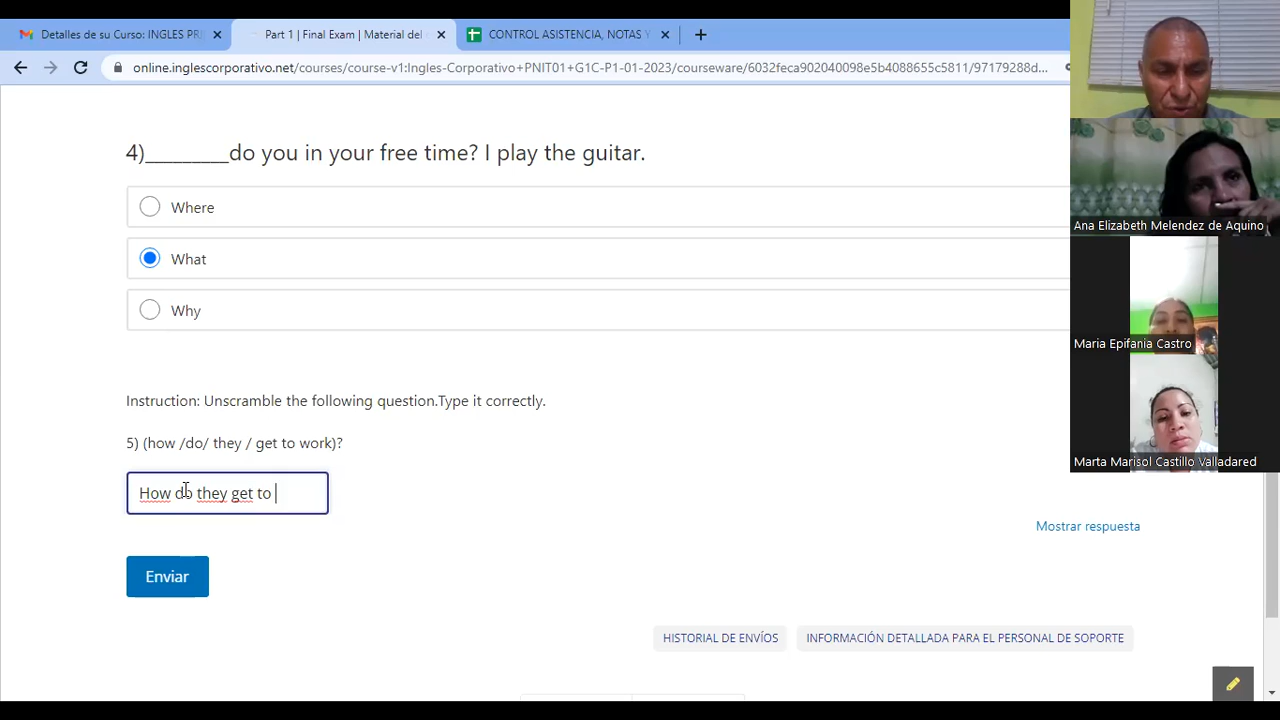 Detalles de su Curso: INGLES PRI
Part 1 | Final Exam | Material del
CONTROL ASISTENCIA, NOTAS Y
online.inglescorporativo.net/courses/course-v1:Ingles-Corporativo+PNIT01+G1C-P1-01-2023/courseware/6032feca902040098e5b4088655c5811/97179288d...
4)_________do you in your free time? I play the guitar.
Where
What
Why
Instruction: Unscramble the following question.Type it correctly.
5) (how /do/ they / get to work)?
How do they get to
Mostrar respuesta
Enviar
HISTORIAL DE ENVÍOS
INFORMACIÓN DETALLADA PARA EL PERSONAL DE SOPORTE
Ana Elizabeth Melendez de Aquino
Maria Epifania Castro
Marta Marisol Castillo Valladared